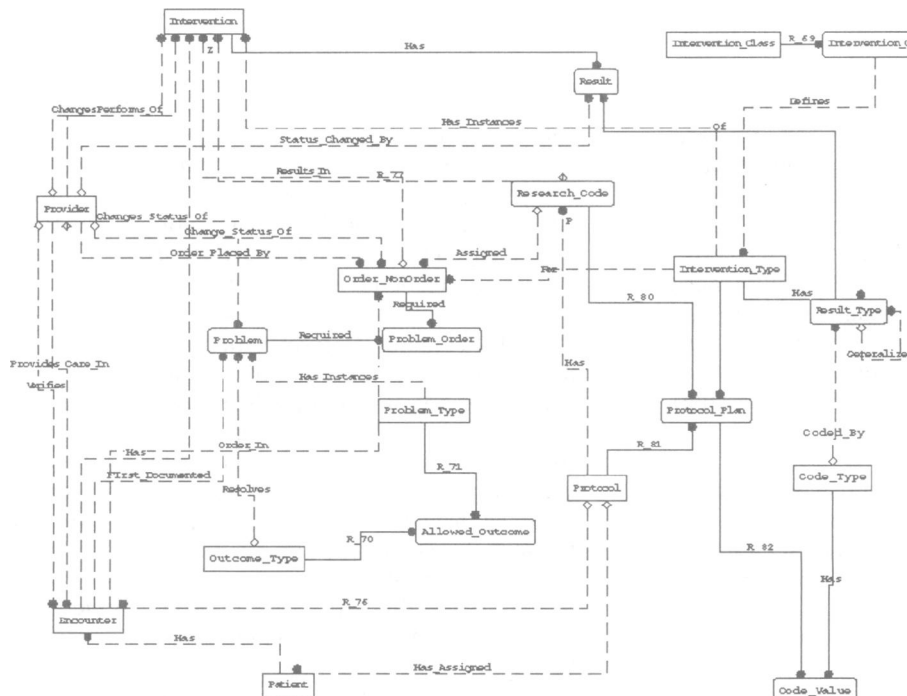 Intervention
Z
Has
Intervention_Class
R_69
Intervention_C
Result
Defines
ChangesPerforms_Of
Has_Instances
Of
Status_Changed_By
Results_In
R_77
Research_Code
Provider
P
Changes_Status_Of
Change_Status_Of
Order_Placed_By
Assigned
For
Intervention_Type
Order_NonOrder
Required
R_80
Has
Result_Type
Problem
Required
Problem_Order
Generalizes
Provides_Care_In
Has_Instances
Has
Verifies
Problem_Type
Protocol_Plan
Has
Order_In
R_81
Coded_By
First_Documented
R_71
Code_Type
Resolves
Protocol
Allowed_Outcome
R_70
Outcome_Type
R_82
Has
R_76
Encounter
Has
Has_Assigned
Patient
Code_Value